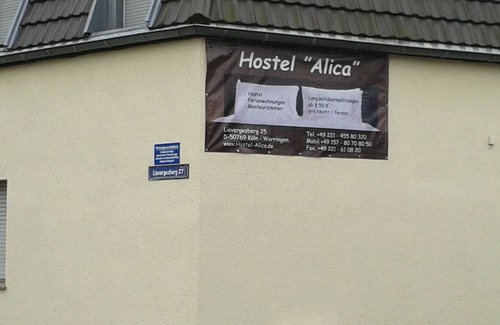 Hostel "Alica"
- Hostel
- Ferienwohnungen
- Monteurzimmer
- Langzeitübernachtungen
ab 8,50 €
pro Nacht / Person
Lievergesberg 25
D-50769 Köln - Worringen
www.Hostel-Alica.de
Tel. +49 221 - 455 80 320
Mobil +49 157 - 80 70 80 50
Fax. +49 221 - 61 08 20
Lievergesberg 27